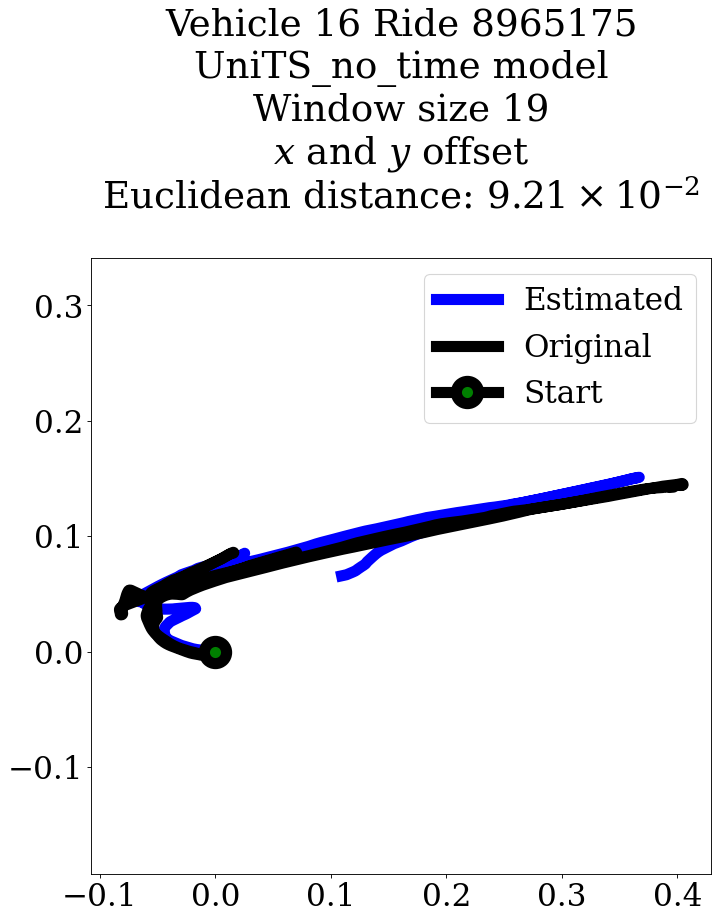 Vehicle 16 Ride 8965175
UniTS_no_time model
Window size 19
x and y offset
Euclidean distance: 9.21 × 10⁻²
Estimated
Original
Start
0.3
0.2
0.1
0.0
−0.1
−0.1 0.0 0.1 0.2 0.3 0.4